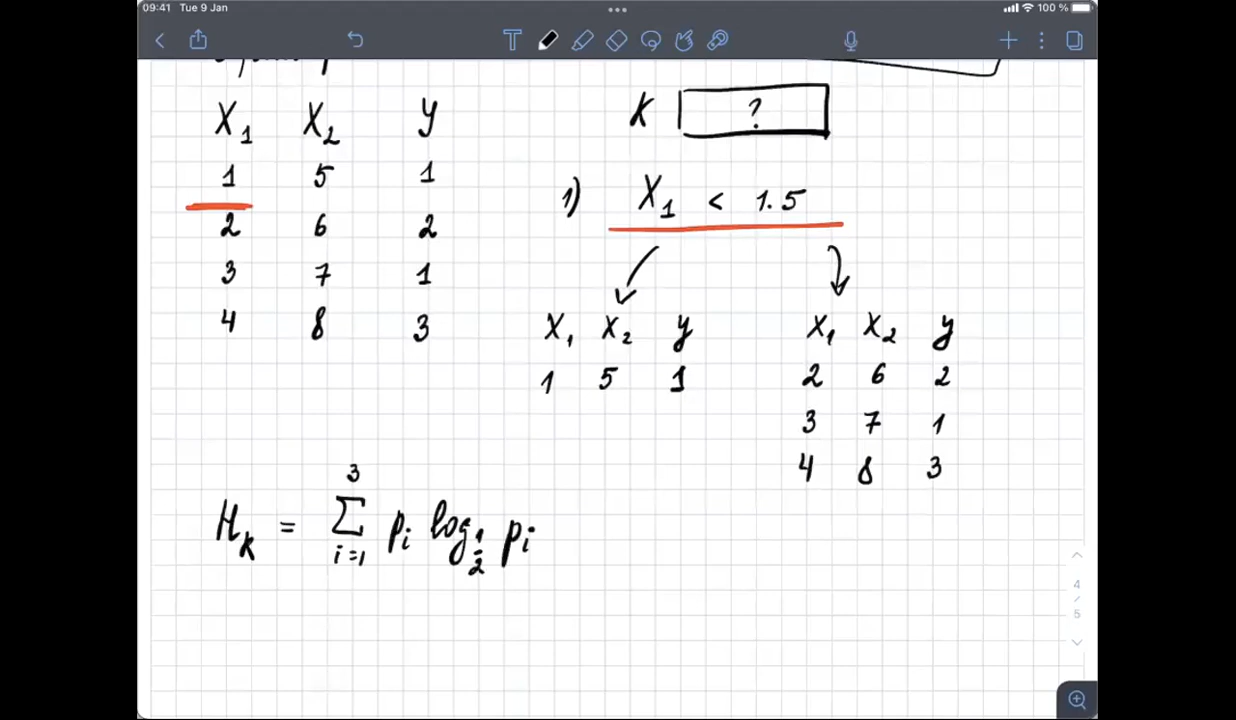 09:41 Tue 9 Jan
100 %
X₁ X₂ y
1 5 1
2 6 2
3 7 1
4 8 3
K ?
1) X₁ < 1.5
X₁ X₂ y
1 5 1
X₁ X₂ y
2 6 2
3 7 1
4 8 3
H_K = ∑_{i=1}^{3} p_i log_{1/2} p_i
4
/
5